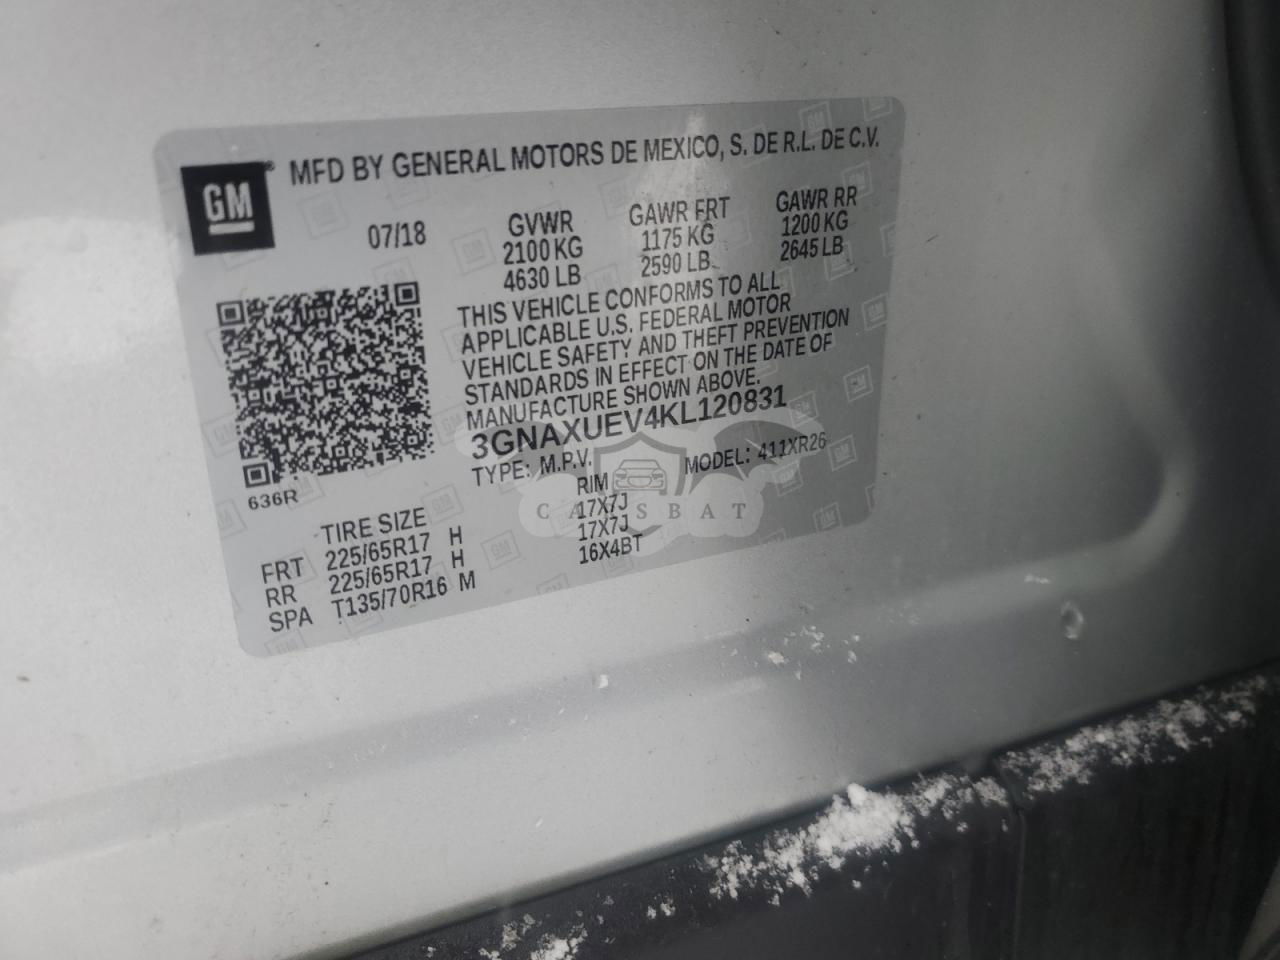 GM® MFD BY GENERAL MOTORS DE MEXICO, S. DE R.L. DE C.V.
07/18 GVWR GAWR FRT GAWR RR
2100 KG 1175 KG 1200 KG
4630 LB 2590 LB 2645 LB
THIS VEHICLE CONFORMS TO ALL
APPLICABLE U.S. FEDERAL MOTOR
VEHICLE SAFETY AND THEFT PREVENTION
STANDARDS IN EFFECT ON THE DATE OF
MANUFACTURE SHOWN ABOVE.
3GNAXUEV4KL120831
TYPE: M.P.V. MODEL: 411XR26
636R
TIRE SIZE RIM
FRT 225/65R17 H 17X7J
RR 225/65R17 H 17X7J
SPA T135/70R16 M 16X4BT
CARSBAT